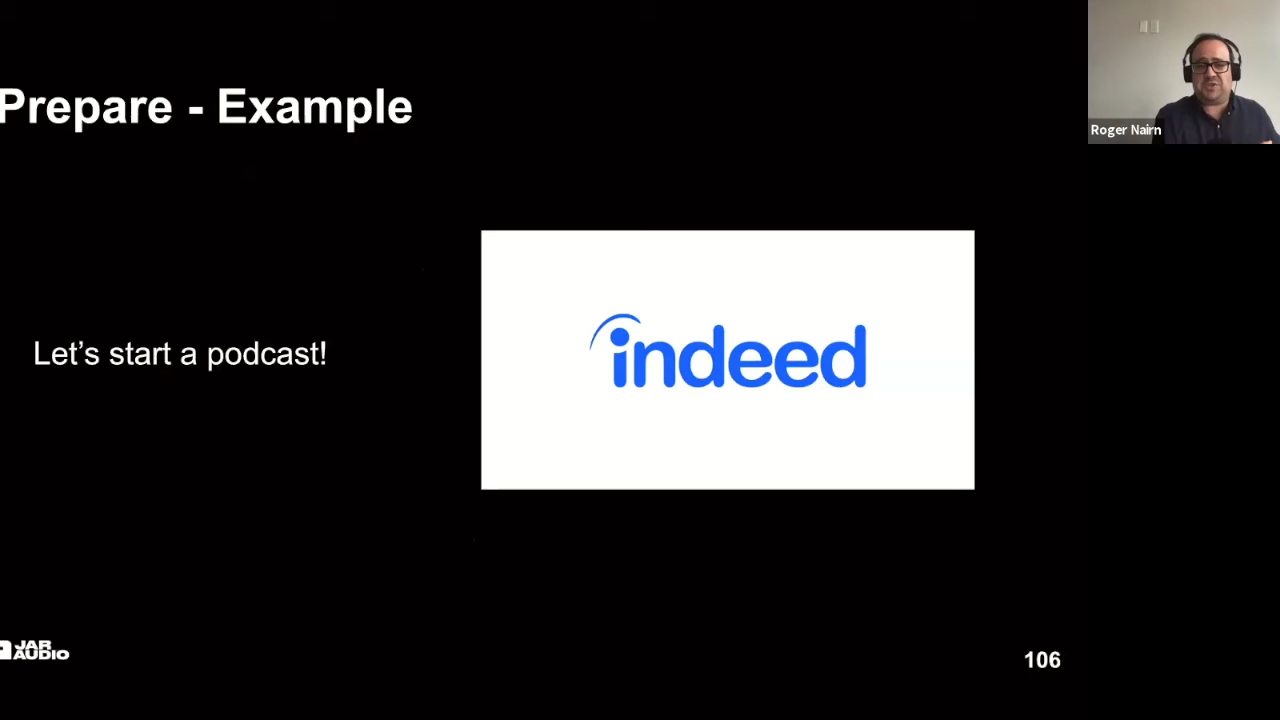 Prepare - Example
Roger Nairn
indeed
Let's start a podcast!
JAR
AUDIO
106